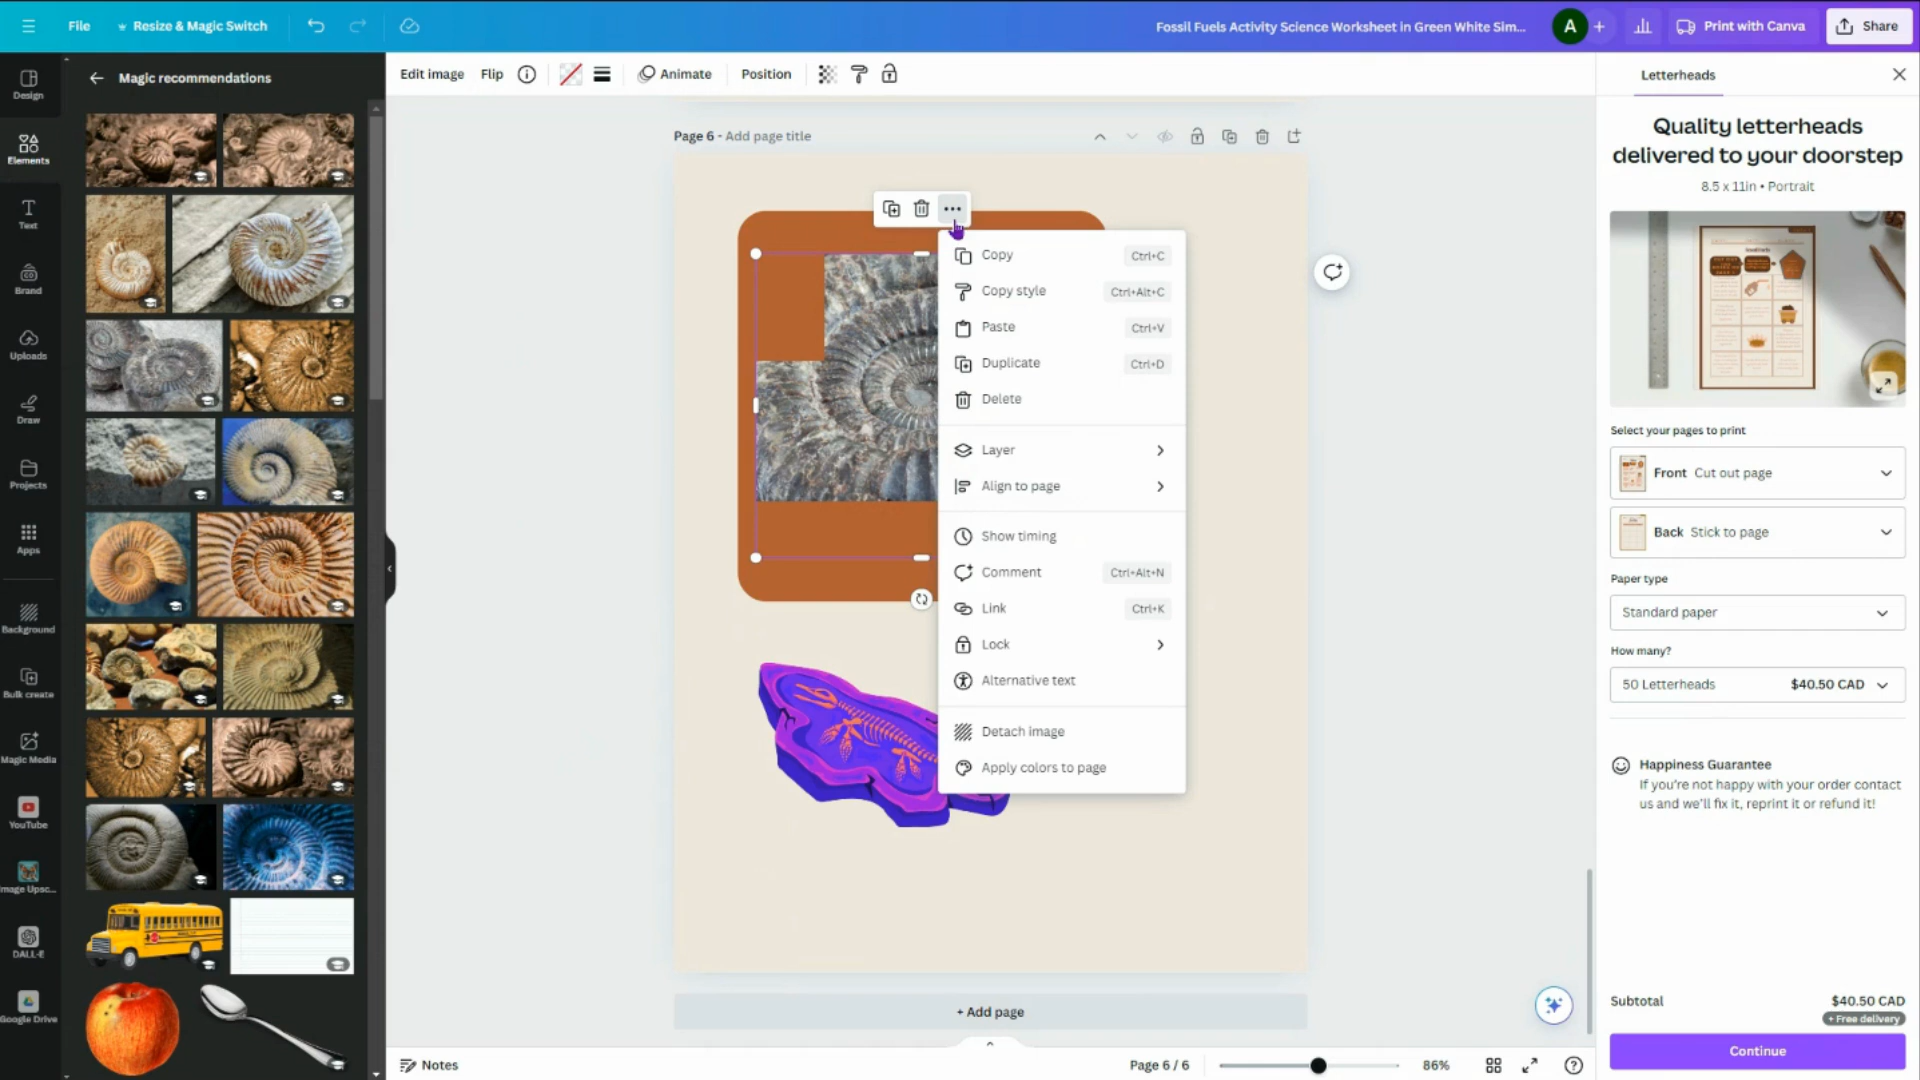 File
Resize & Magic Switch
Fossil Fuels Activity Science Worksheet in Green White Sim...
A
Print with Canva
Share
Design
Elements
Text
Brand
Uploads
Draw
Projects
Apps
Background
Bulk create
Magic Media
YouTube
Image Upsc...
DALL·E
Google Drive
Magic recommendations
Edit image
Flip
Animate
Position
Page 6 - Add page title
Copy Ctrl+C
Copy style Ctrl+Alt+C
Paste Ctrl+V
Duplicate Ctrl+D
Delete
Layer
Align to page
Show timing
Comment Ctrl+Alt+N
Link Ctrl+K
Lock
Alternative text
Detach image
Apply colors to page
+ Add page
Notes
Page 6 / 6
86%
Letterheads
Quality letterheads
delivered to your doorstep
8.5 x 11in • Portrait
Select your pages to print
Front Cut out page
Back Stick to page
Paper type
Standard paper
How many?
50 Letterheads $40.50 CAD
Happiness Guarantee
If you're not happy with your order contact
us and we'll fix it, reprint it or refund it!
Subtotal $40.50 CAD
+ Free delivery
Continue